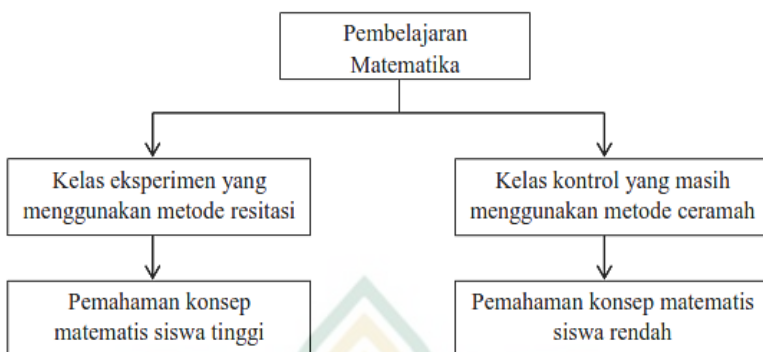 Pembelajaran
Matematika
Kelas eksperimen yang
menggunakan metode resitasi
Kelas kontrol yang masih
menggunakan metode ceramah
Pemahaman konsep
matematis siswa tinggi
Pemahaman konsep matematis
siswa rendah